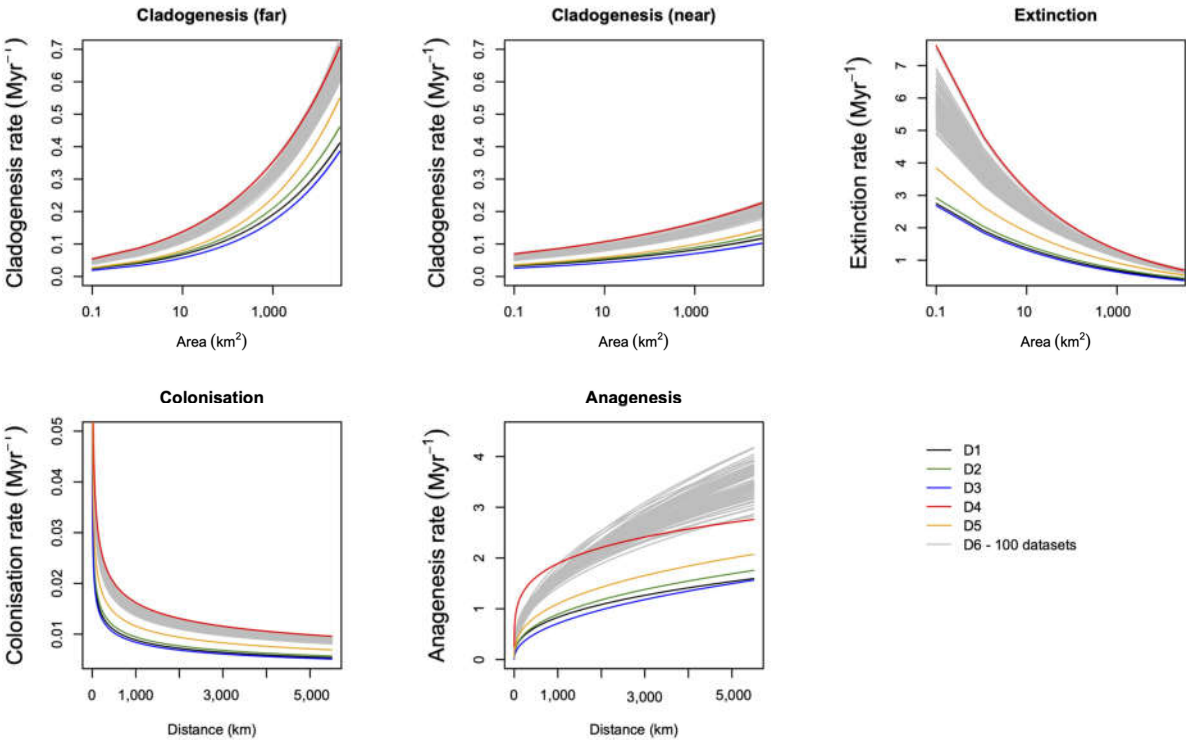 Cladogenesis (far)
Cladogenesis rate (Myr⁻¹)
0.7
0.6
0.5
0.4
0.3
0.2
0.1
0.0
0.1
10
1,000
Area (km²)
Cladogenesis (near)
Cladogenesis rate (Myr⁻¹)
0.7
0.6
0.5
0.4
0.3
0.2
0.1
0.0
0.1
10
1,000
Area (km²)
Extinction
Extinction rate (Myr⁻¹)
7
6
5
4
3
2
1
0.1
10
1,000
Area (km²)
Colonisation
Colonisation rate (Myr⁻¹)
0.05
0.04
0.03
0.02
0.01
0
1,000
3,000
5,000
Distance (km)
Anagenesis
Anagenesis rate (Myr⁻¹)
4
3
2
1
0
0
1,000
3,000
5,000
Distance (km)
D1
D2
D3
D4
D5
D6 - 100 datasets